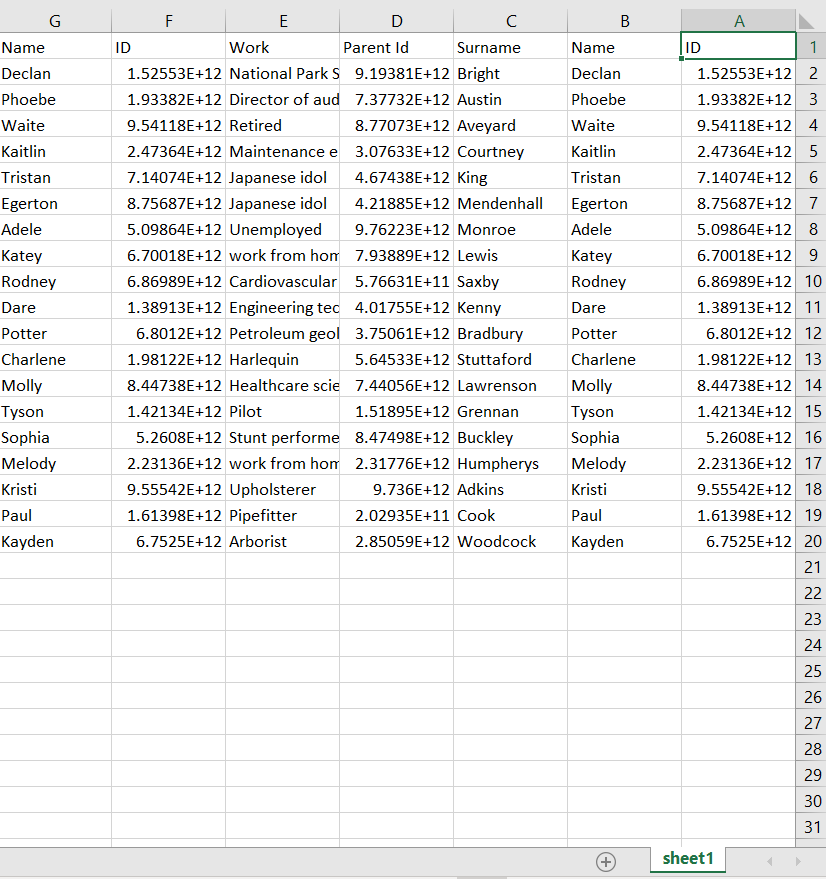 G F E D C B A
Name ID Work Parent Id Surname Name ID 1
Declan 1.52553E+12 National Park S 9.19381E+12 Bright Declan 1.52553E+12 2
Phoebe 1.93382E+12 Director of aud 7.37732E+12 Austin Phoebe 1.93382E+12 3
Waite 9.54118E+12 Retired 8.77073E+12 Aveyard Waite 9.54118E+12 4
Kaitlin 2.47364E+12 Maintenance e 3.07633E+12 Courtney Kaitlin 2.47364E+12 5
Tristan 7.14074E+12 Japanese idol 4.67438E+12 King Tristan 7.14074E+12 6
Egerton 8.75687E+12 Japanese idol 4.21885E+12 Mendenhall Egerton 8.75687E+12 7
Adele 5.09864E+12 Unemployed 9.76223E+12 Monroe Adele 5.09864E+12 8
Katey 6.70018E+12 work from hom 7.93889E+12 Lewis Katey 6.70018E+12 9
Rodney 6.86989E+12 Cardiovascular 5.76631E+11 Saxby Rodney 6.86989E+12 10
Dare 1.38913E+12 Engineering tec 4.01755E+12 Kenny Dare 1.38913E+12 11
Potter 6.8012E+12 Petroleum geol 3.75061E+12 Bradbury Potter 6.8012E+12 12
Charlene 1.98122E+12 Harlequin 5.64533E+12 Stuttaford Charlene 1.98122E+12 13
Molly 8.44738E+12 Healthcare scie 7.44056E+12 Lawrenson Molly 8.44738E+12 14
Tyson 1.42134E+12 Pilot 1.51895E+12 Grennan Tyson 1.42134E+12 15
Sophia 5.2608E+12 Stunt performe 8.47498E+12 Buckley Sophia 5.2608E+12 16
Melody 2.23136E+12 work from hom 2.31776E+12 Humpherys Melody 2.23136E+12 17
Kristi 9.55542E+12 Upholsterer 9.736E+12 Adkins Kristi 9.55542E+12 18
Paul 1.61398E+12 Pipefitter 2.02935E+11 Cook Paul 1.61398E+12 19
Kayden 6.7525E+12 Arborist 2.85059E+12 Woodcock Kayden 6.7525E+12 20
21
22
23
24
25
26
27
28
29
30
31
sheet1